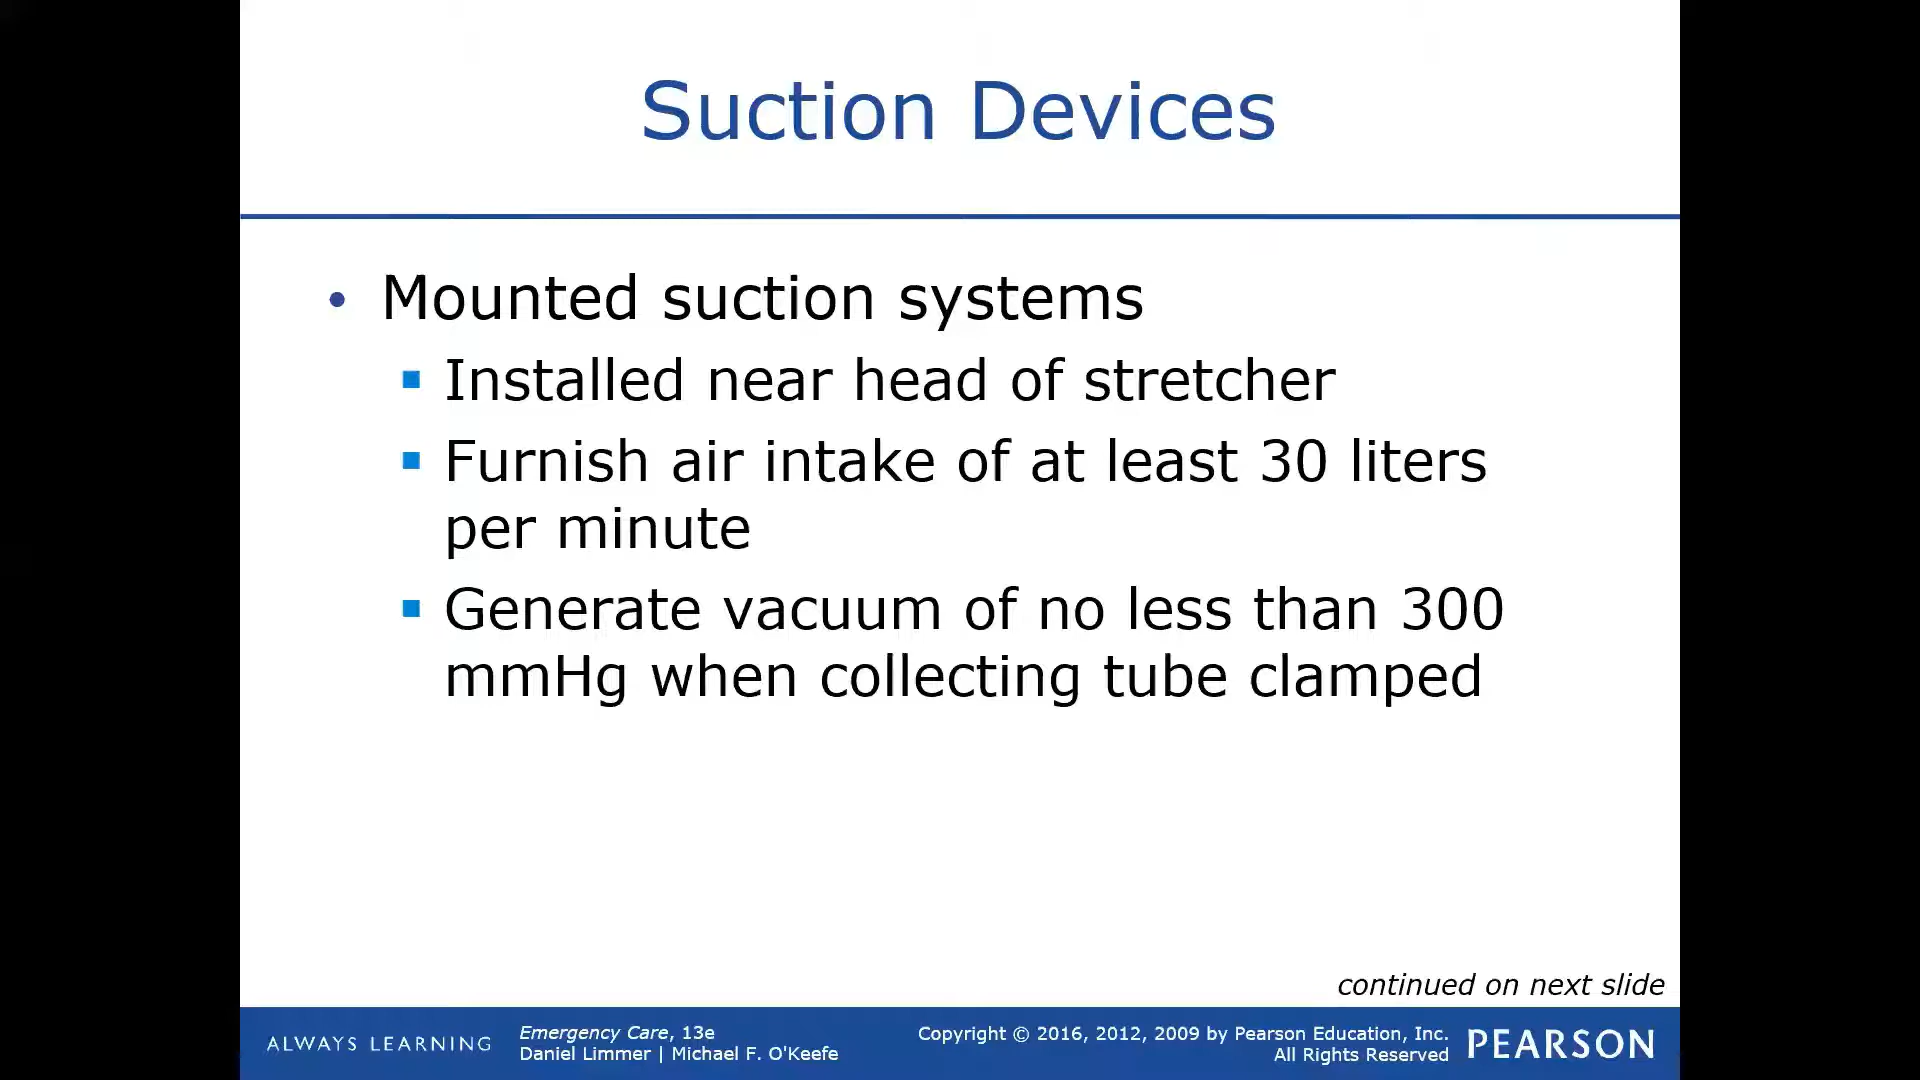 Suction Devices
• Mounted suction systems
▪ Installed near head of stretcher
▪ Furnish air intake of at least 30 liters
per minute
▪ Generate vacuum of no less than 300
mmHg when collecting tube clamped
continued on next slide
ALWAYS LEARNING
Emergency Care, 13e
Daniel Limmer | Michael F. O'Keefe
Copyright © 2016, 2012, 2009 by Pearson Education, Inc.
All Rights Reserved
PEARSON